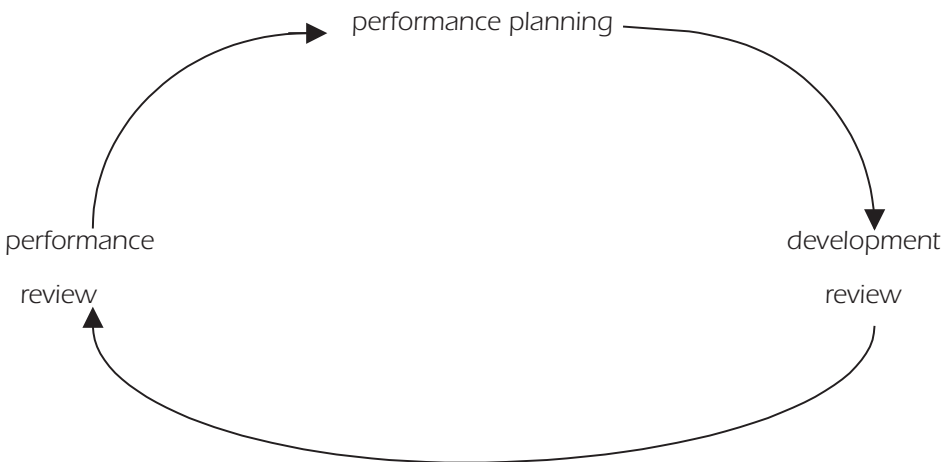 performance planning
performance
review
development
review